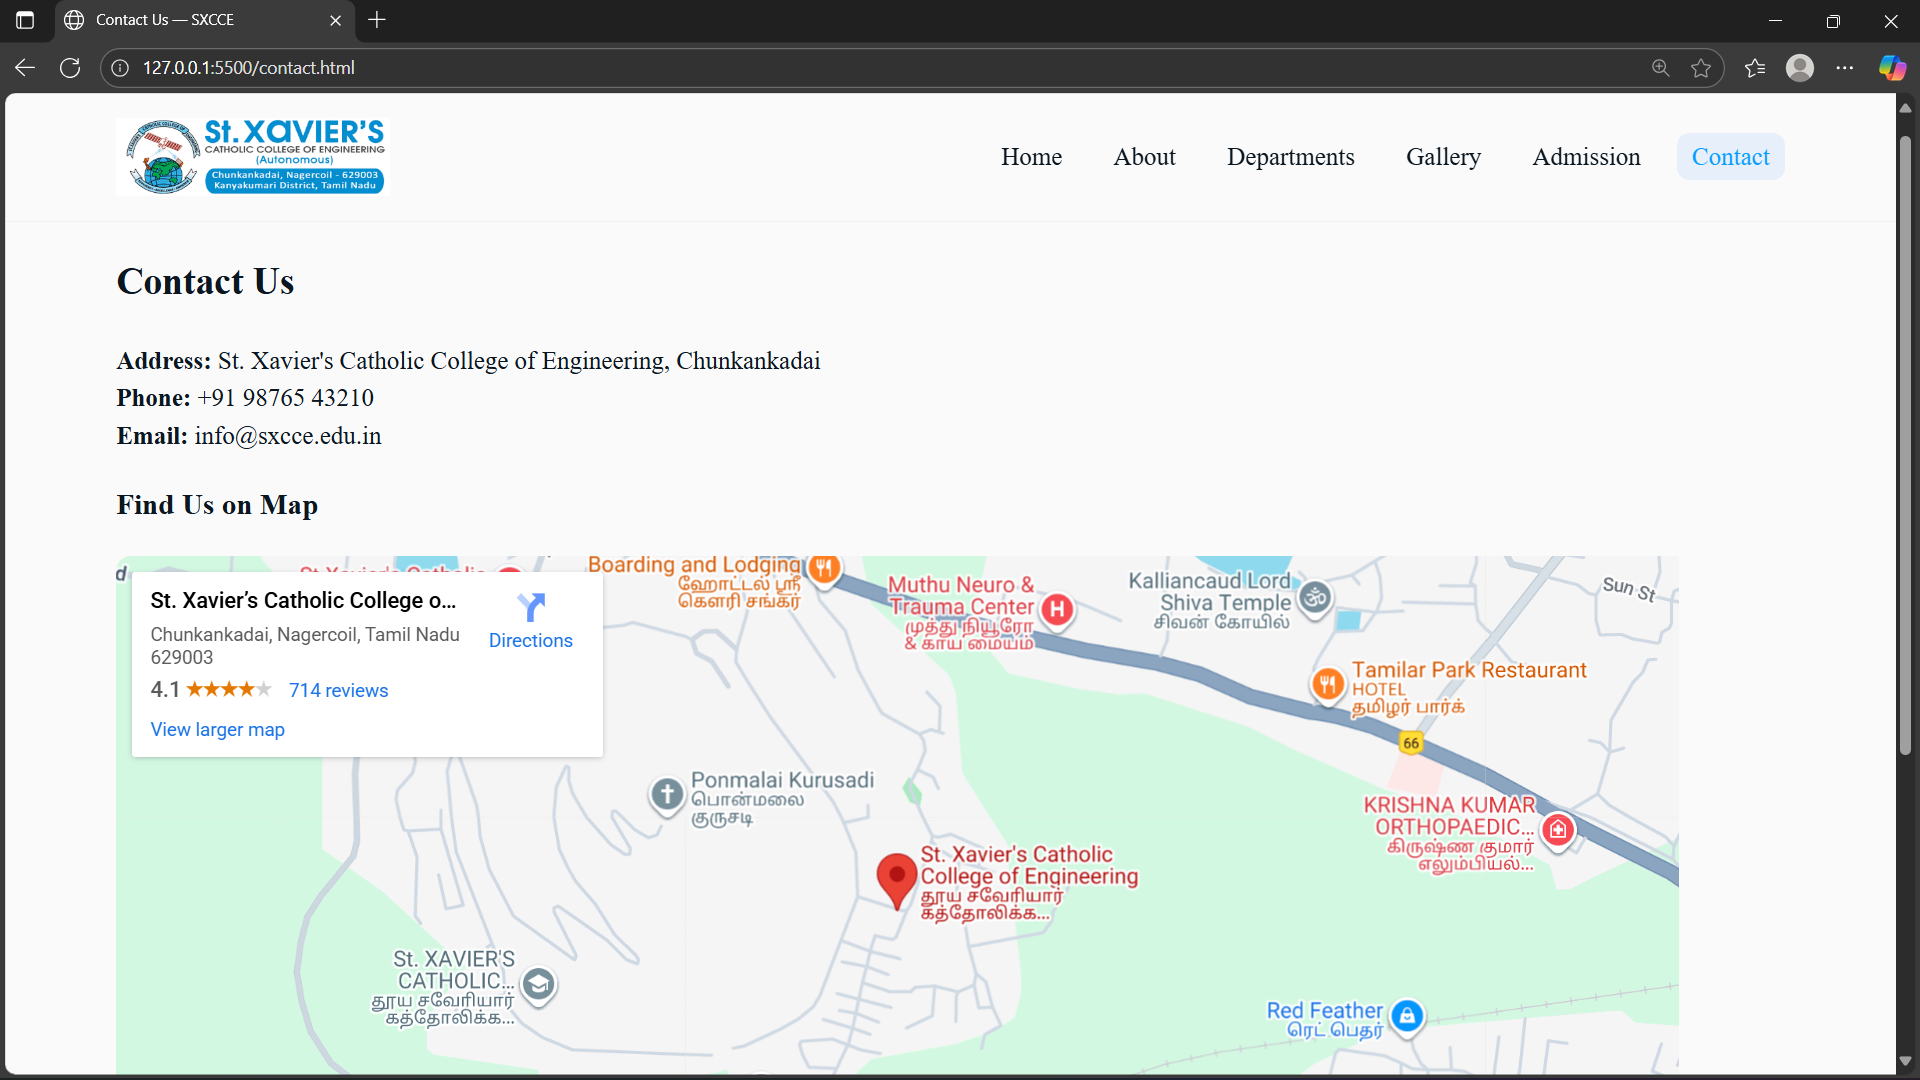 Contact Us — SXCCE
127.0.0.1:5500/contact.html
St. XAVIER'S
CATHOLIC COLLEGE OF ENGINEERING
(Autonomous)
Chunkankadai, Nagercoil - 629003
Kanyakumari District, Tamil Nadu
Home
About
Departments
Gallery
Admission
Contact
Contact Us
Address: St. Xavier's Catholic College of Engineering, Chunkankadai
Phone: +91 98765 43210
Email: info@sxcce.edu.in
Find Us on Map
St. Xavier’s Catholic College o...
Chunkankadai, Nagercoil, Tamil Nadu
629003
Directions
4.1
714 reviews
View larger map
Boarding and Lodging
ஹோட்டல் ஸ்ரீ
கௌரி சங்கர்
Muthu Neuro &
Trauma Center
முத்து நியூரோ
& காய மையம்
H
Kalliancaud Lord
Shiva Temple
சிவன் கோயில்
Sun St
Tamilar Park Restaurant
HOTEL
தமிழர் பார்க்
66
Ponmalai Kurusadi
பொன்மலை
குருசடி
KRISHNA KUMAR
ORTHOPAEDIC...
கிருஷ்ண குமார்
எலும்பியல்...
St. Xavier's Catholic
College of Engineering
தூய சவேரியார்
கத்தோலிக்க...
St. XAVIER'S
CATHOLIC...
தூய சவேரியார்
கத்தோலிக்க...
Red Feather
ரெட் பெதர்